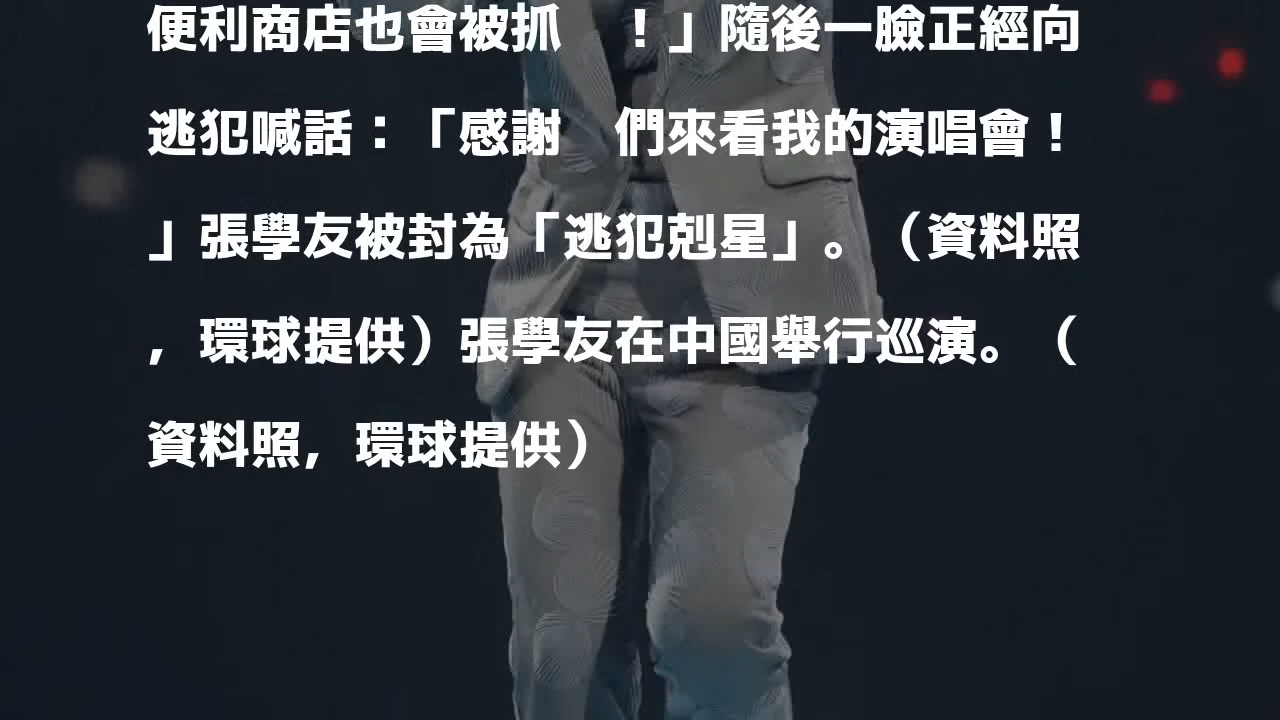 便利商店也會被抓　！」隨後一臉正經向
逃犯喊話：「感謝　們來看我的演唱會！
」張學友被封為「逃犯剋星」。（資料照
，環球提供）張學友在中國舉行巡演。（
資料照，環球提供）